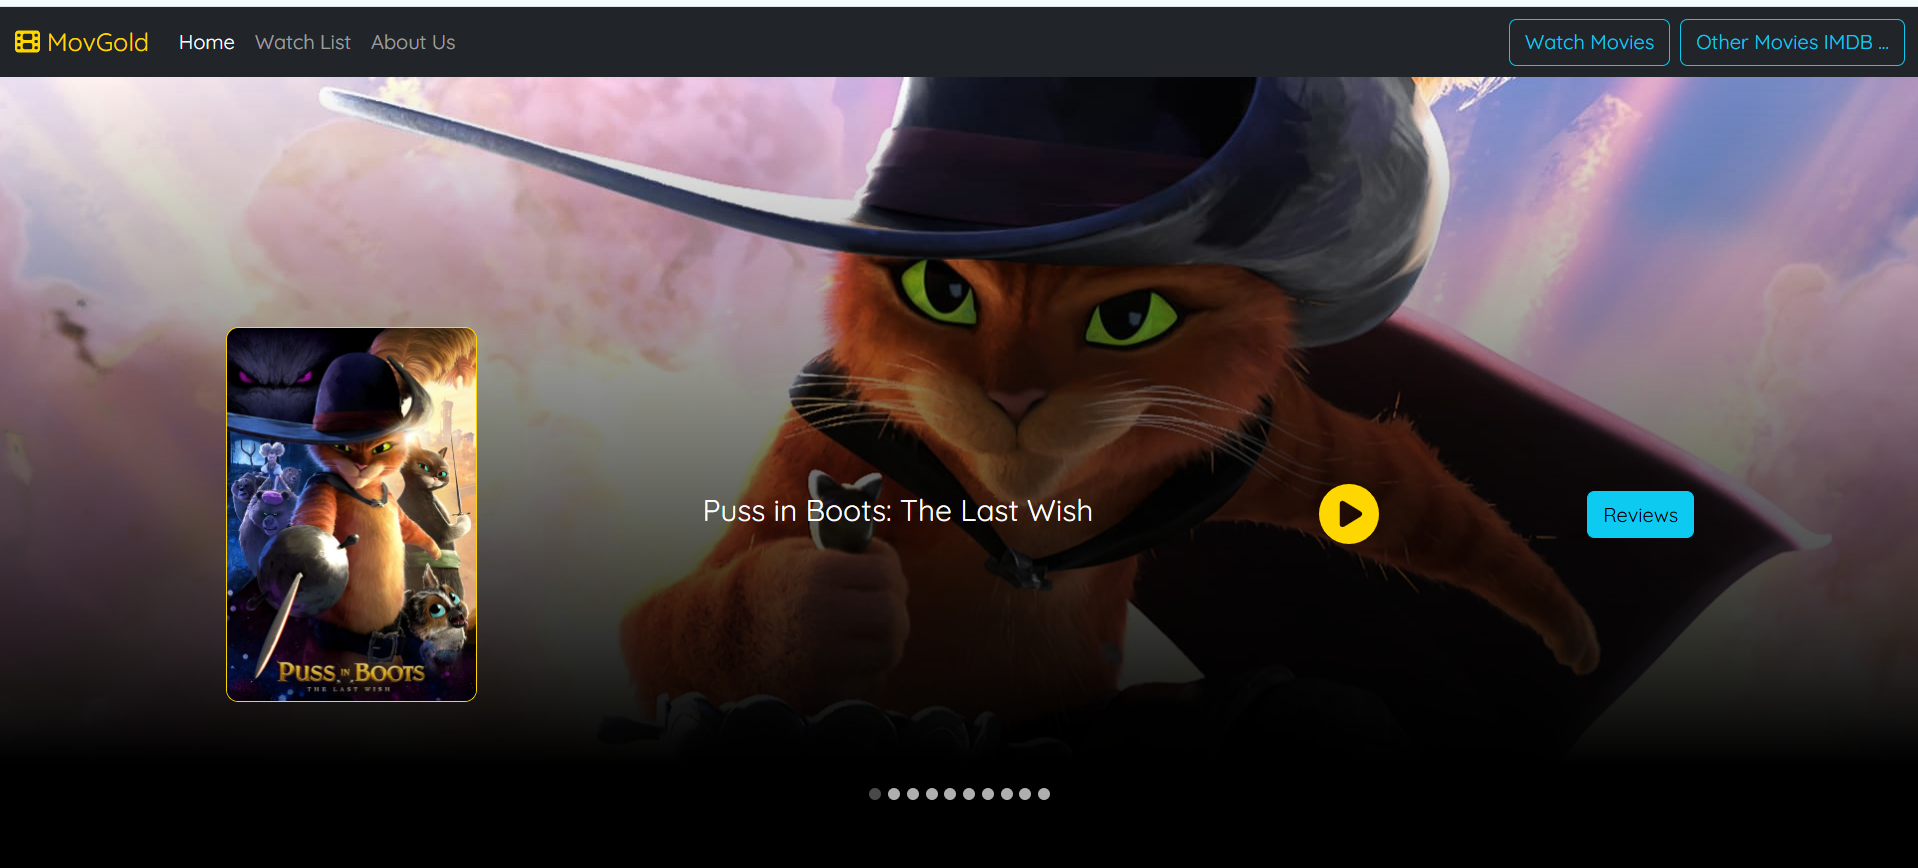 MovGold
Home
Watch List
About Us
Watch Movies
Other Movies IMDB ...
PUSS IN BOOTS
THE LAST WISH
Puss in Boots: The Last Wish
Reviews